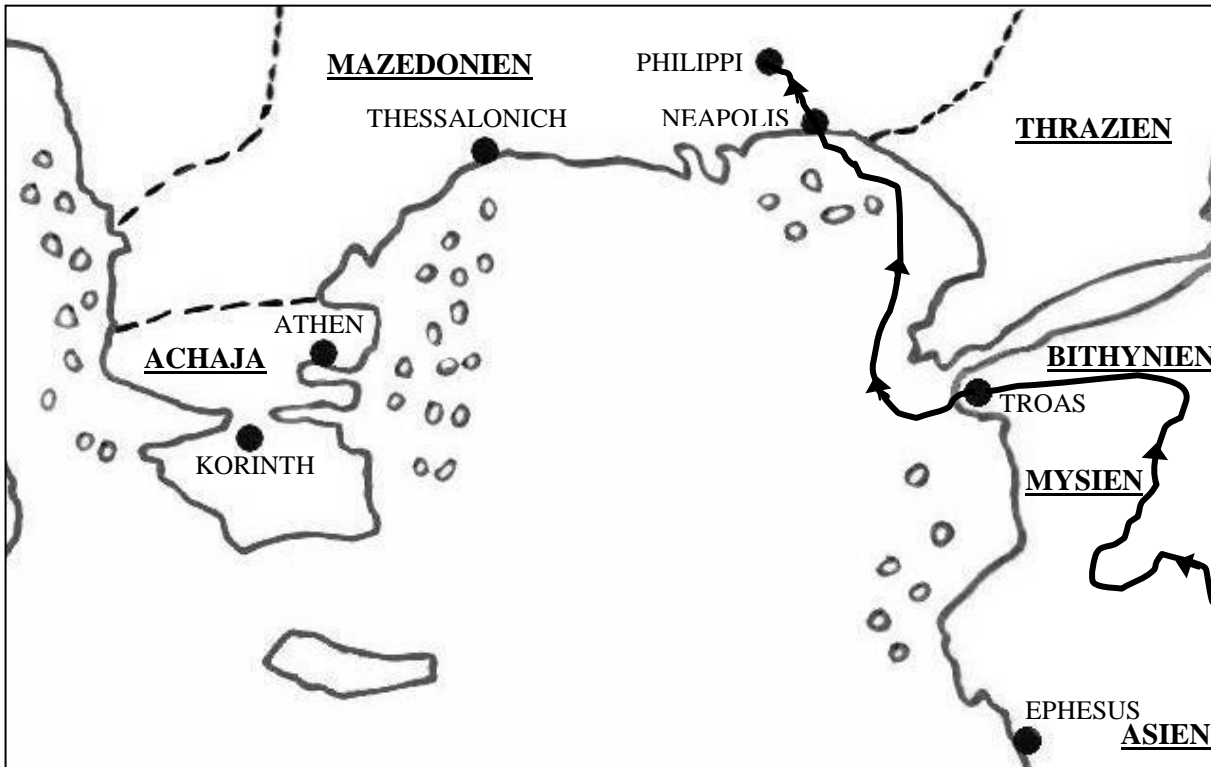 MAZEDONIEN
PHILIPPI
THESSALONICH
NEAPOLIS
THRAZIEN
ATHEN
ACHAJA
BITHYNIEN
TROAS
KORINTH
MYSIEN
EPHESUS
ASIEN